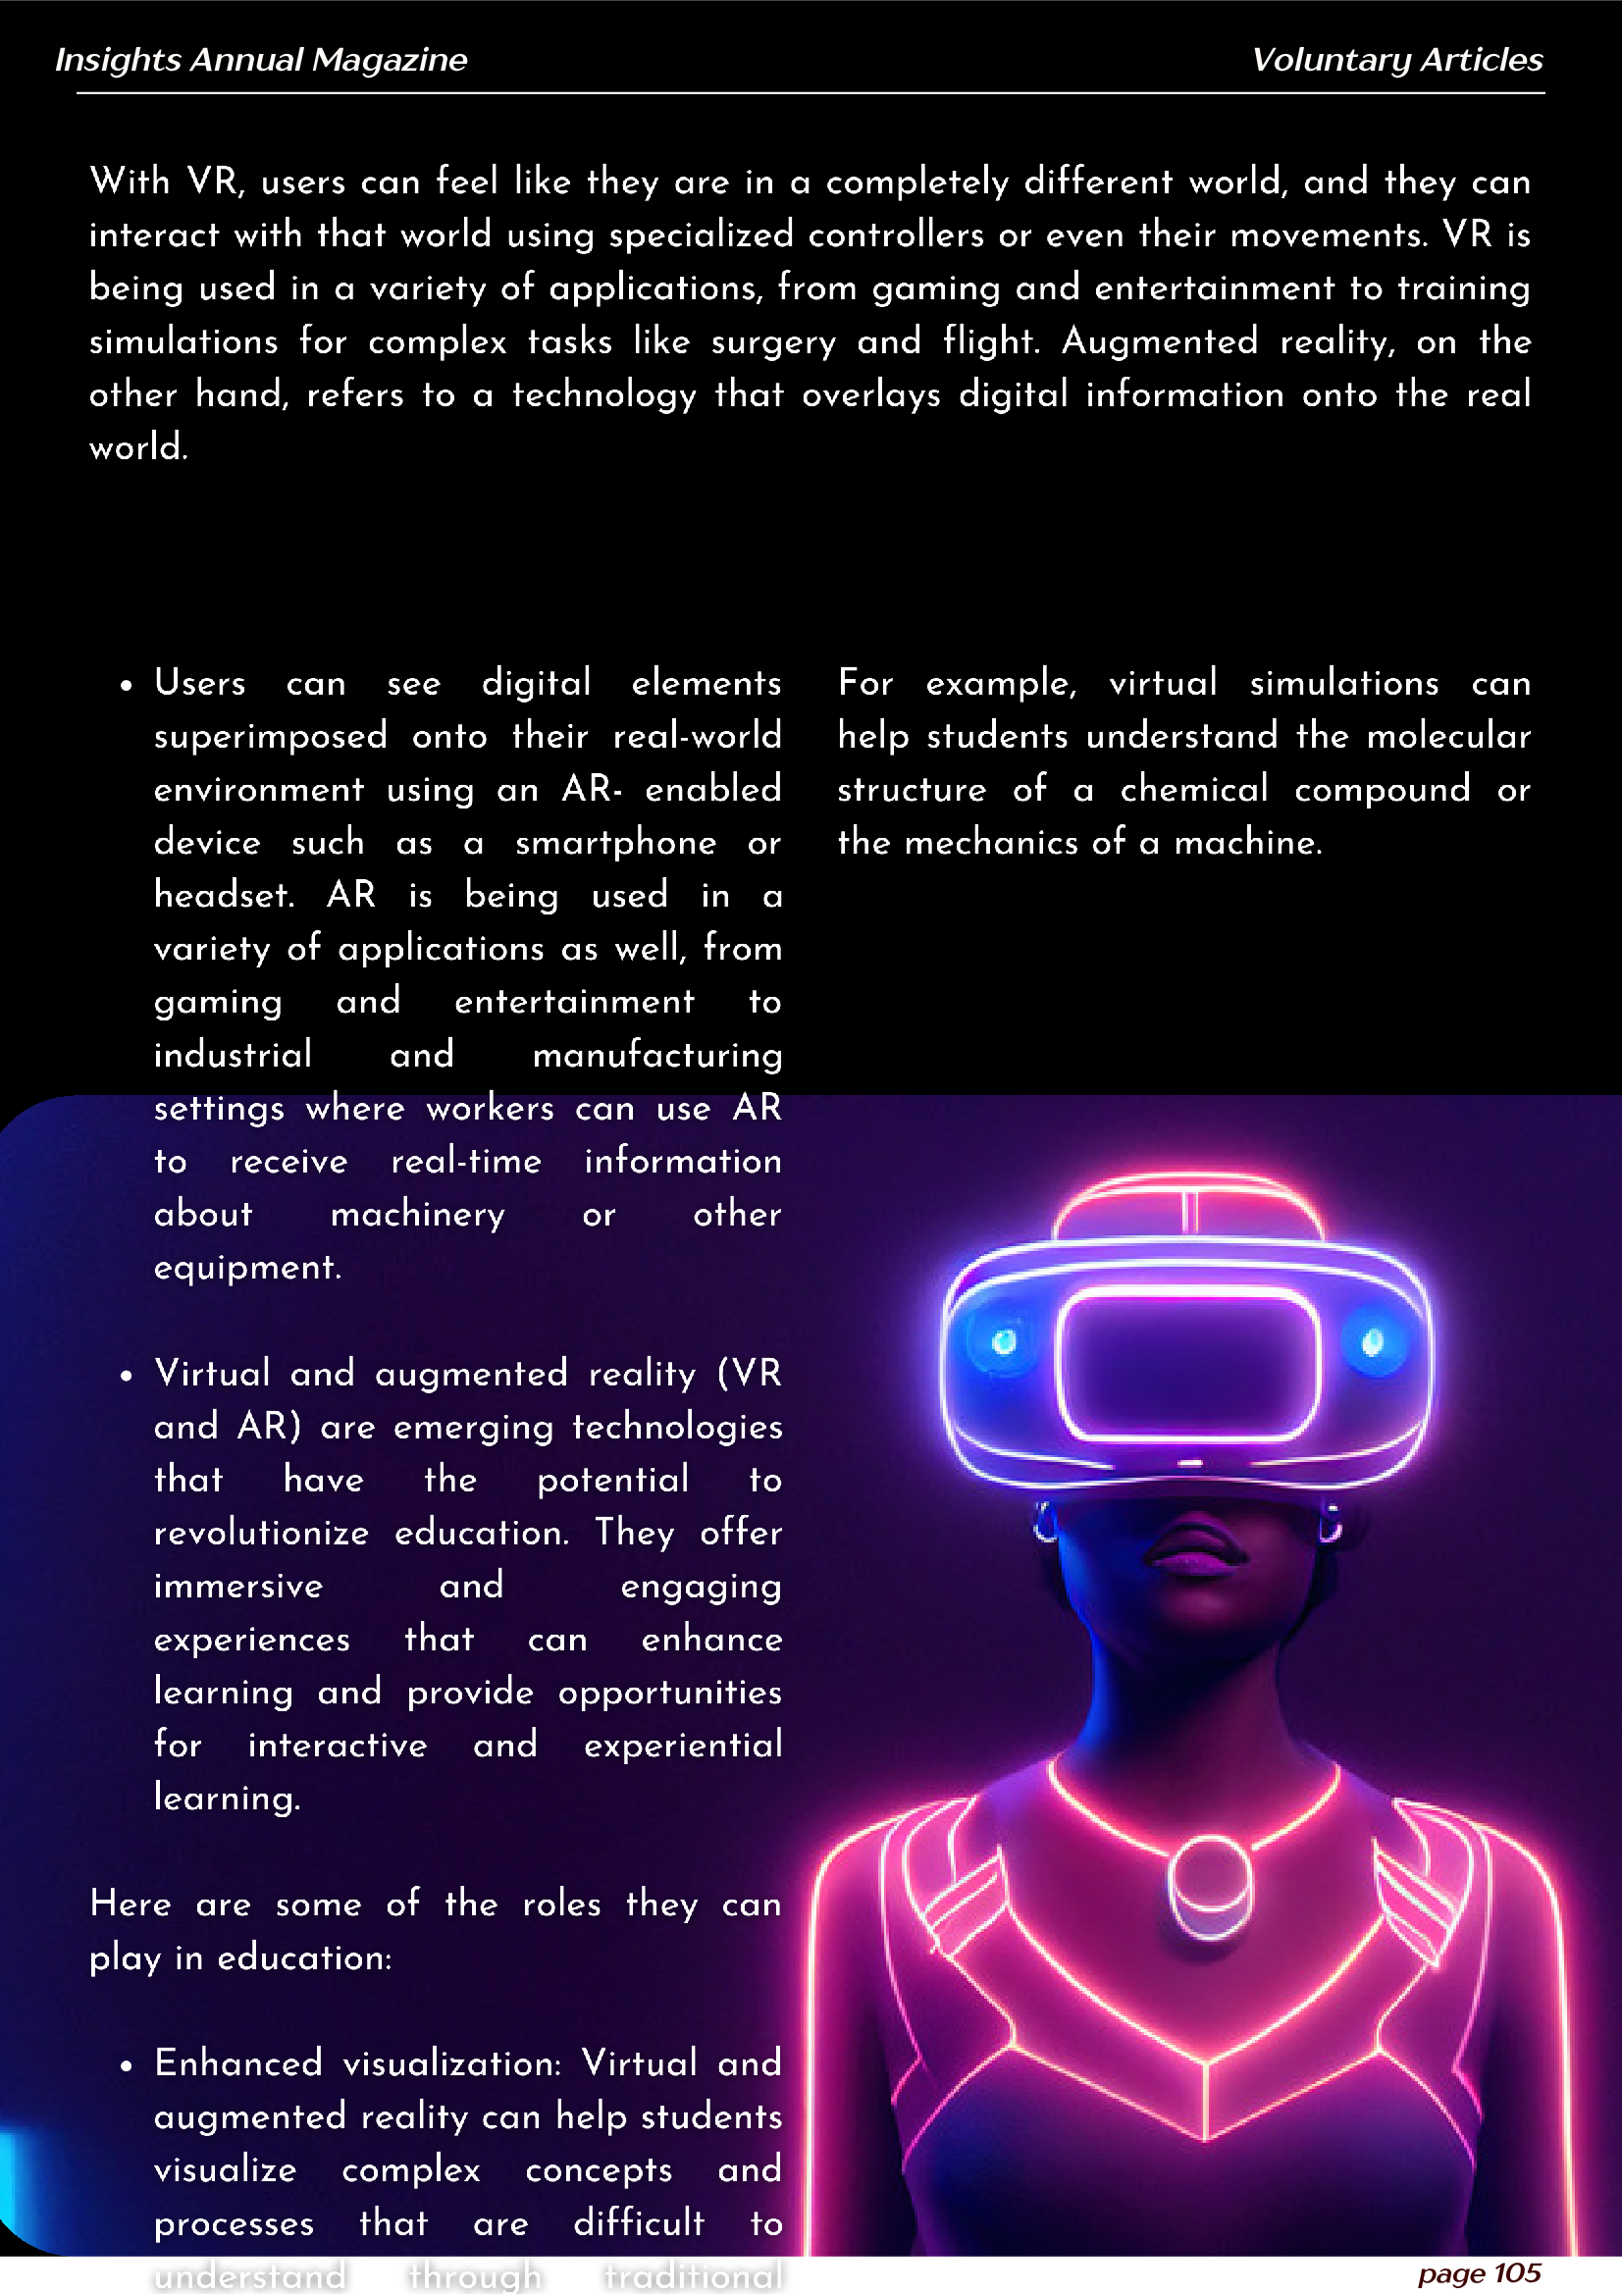 Insights Annual Magazine
Voluntary Articles
With VR, users can feel like they are in a completely different world, and they can
interact with that world using specialized controllers or even their movements. VR is
being used in a variety of applications, from gaming and entertainment to training
simulations for complex tasks like surgery and flight. Augmented reality, on the
other hand, refers to a technology that overlays digital information onto the real
world.
• Users can see digital elements
superimposed onto their real-world
environment using an AR- enabled
device such as a smartphone or
headset. AR is being used in a
variety of applications as well, from
gaming and entertainment to
industrial and manufacturing
settings where workers can use AR
to receive real-time information
about machinery or other
equipment.
• Virtual and augmented reality (VR
and AR) are emerging technologies
that have the potential to
revolutionize education. They offer
immersive and engaging
experiences that can enhance
learning and provide opportunities
for interactive and experiential
learning.
Here are some of the roles they can
play in education:
• Enhanced visualization: Virtual and
augmented reality can help students
visualize complex concepts and
processes that are difficult to
understand through traditional
For example, virtual simulations can
help students understand the molecular
structure of a chemical compound or
the mechanics of a machine.
page 105